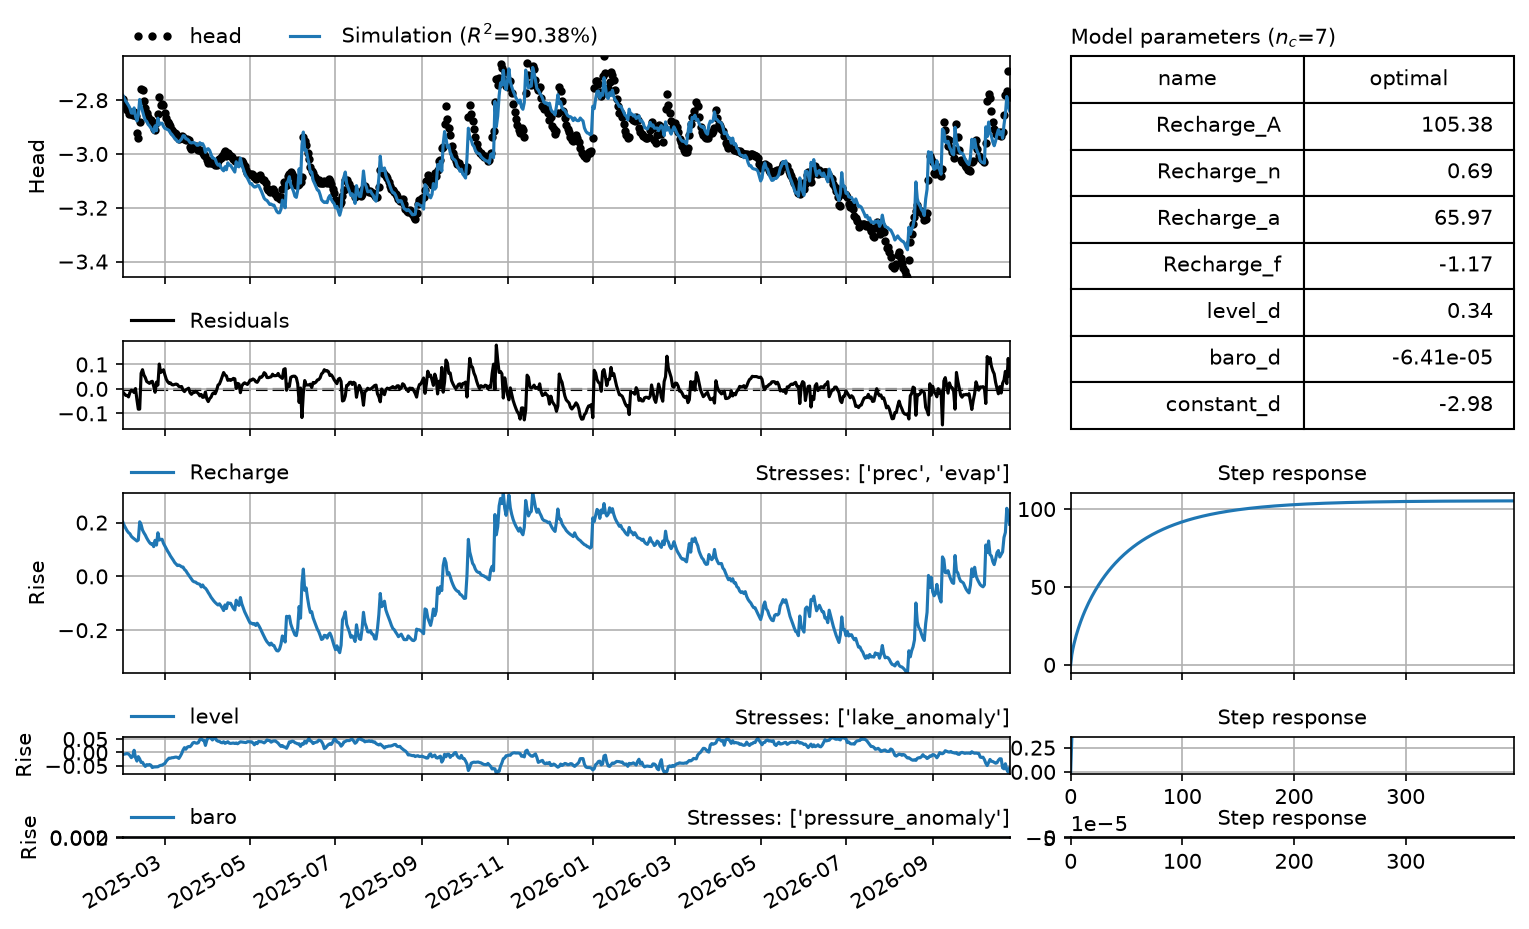 head Simulation (R²=90.38%)
Model parameters (n_c=7)
Head
−2.8
−3.0
−3.2
−3.4
name optimal
Recharge_A 105.38
Recharge_n 0.69
Recharge_a 65.97
Recharge_f -1.17
level_d 0.34
baro_d -6.41e-05
constant_d -2.98
Residuals
0.1
0.0
−0.1
Recharge Stresses: ['prec', 'evap']
Rise
0.2
0.0
−0.2
Step response
100
50
0
level Stresses: ['lake_anomaly']
Rise
0.05
0.00
−0.05
Step response
0.25
0.00
0 100 200 300
baro Stresses: ['pressure_anomaly']
Rise
2025-03 2025-05 2025-07 2025-09 2025-11 2026-01 2026-03 2026-05 2026-07 2026-09
1e−5 Step response
0 100 200 300